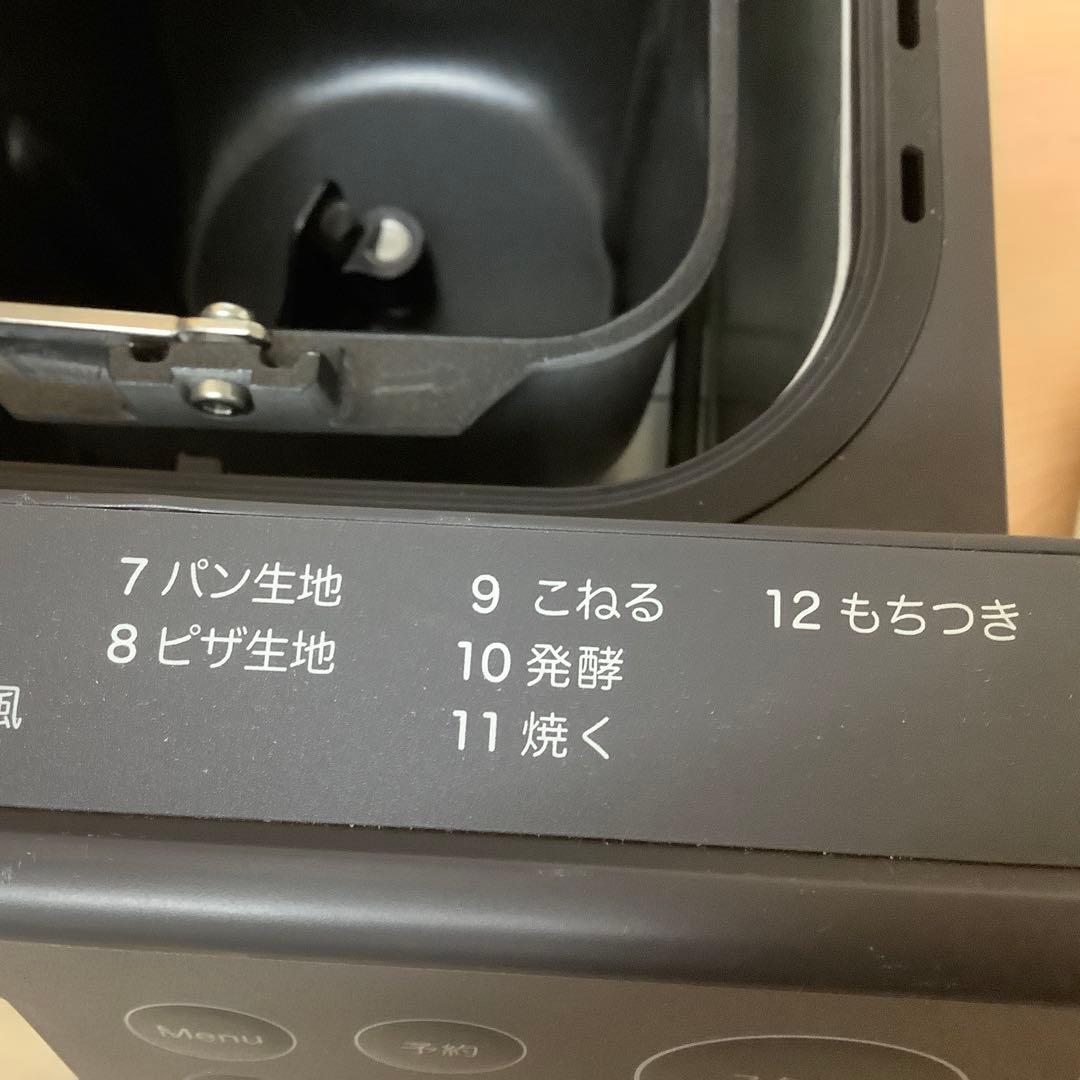 7 パン生地
8 ピザ生地
風
9 こねる
10 発酵
11 焼く
12 もちつき
Menu
予約